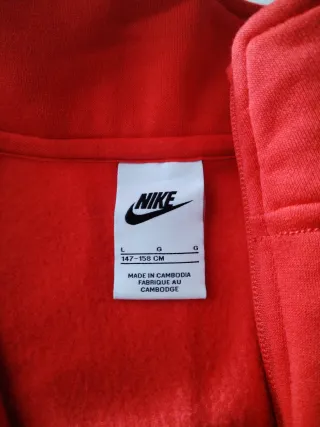 NIKE
L G G
147-158 CM
MADE IN CAMBODIA
FABRIQUE AU
CAMBODGE